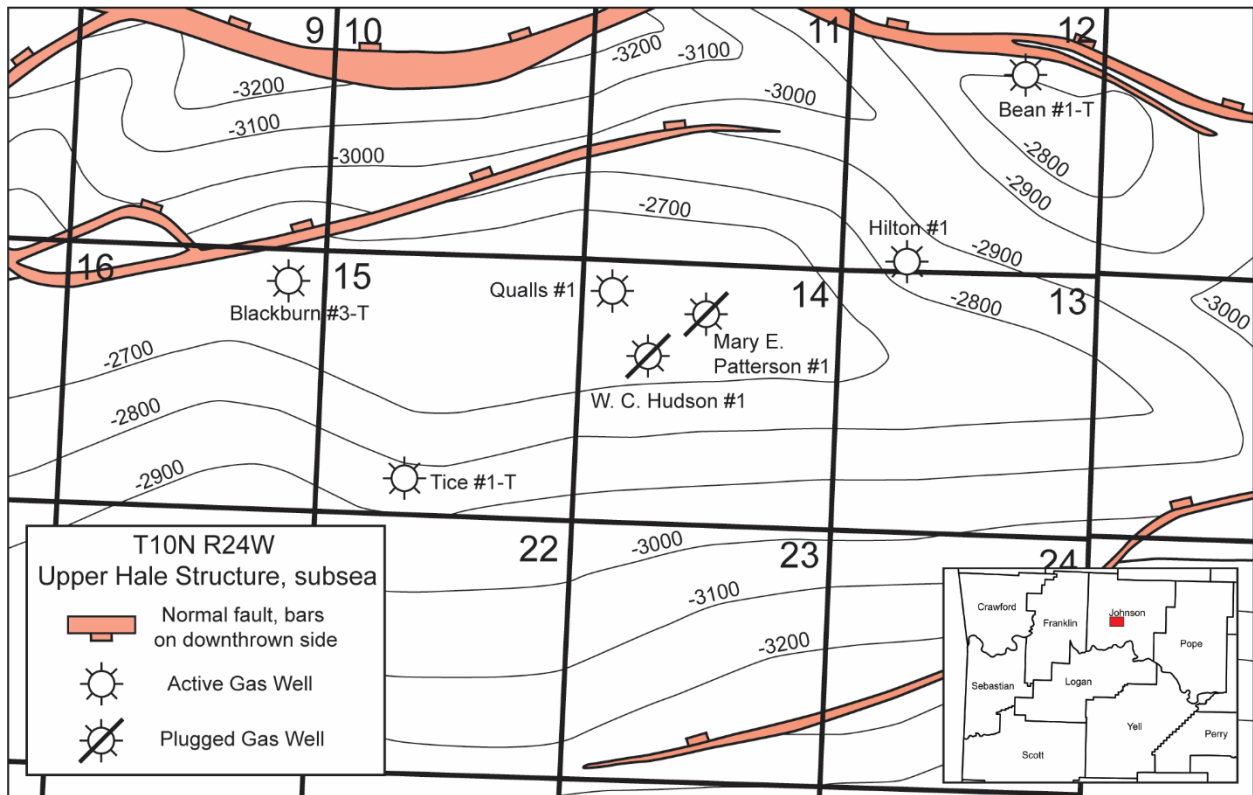 9
10
11
12
-3200
-3100
-3000
Bean #1-T
-3200
-3100
-3000
-2800
-2900
-2700
Hilton #1
-2900
16
15
14
13
Blackburn #3-T
Qualls #1
Mary E.
Patterson #1
-2800
-3000
W. C. Hudson #1
-2700
-2800
-2900
Tice #1-T
22
23
24
-3000
-3100
-3200
T10N R24W
Upper Hale Structure, subsea
Normal fault, bars
on downthrown side
Active Gas Well
Plugged Gas Well
Crawford
Franklin
Johnson
Pope
Sebastian
Logan
Yell
Perry
Scott